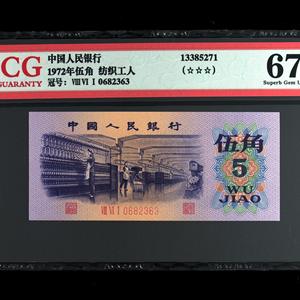 CG
GUARANTY
中国人民银行
1972年伍角 纺织工人
冠号: VIII VI I 0682363
13385271
(☆☆☆)
67
Superb Gem U
中国人民银行
伍角
5
WU
JIAO
VIII VI I 0682363